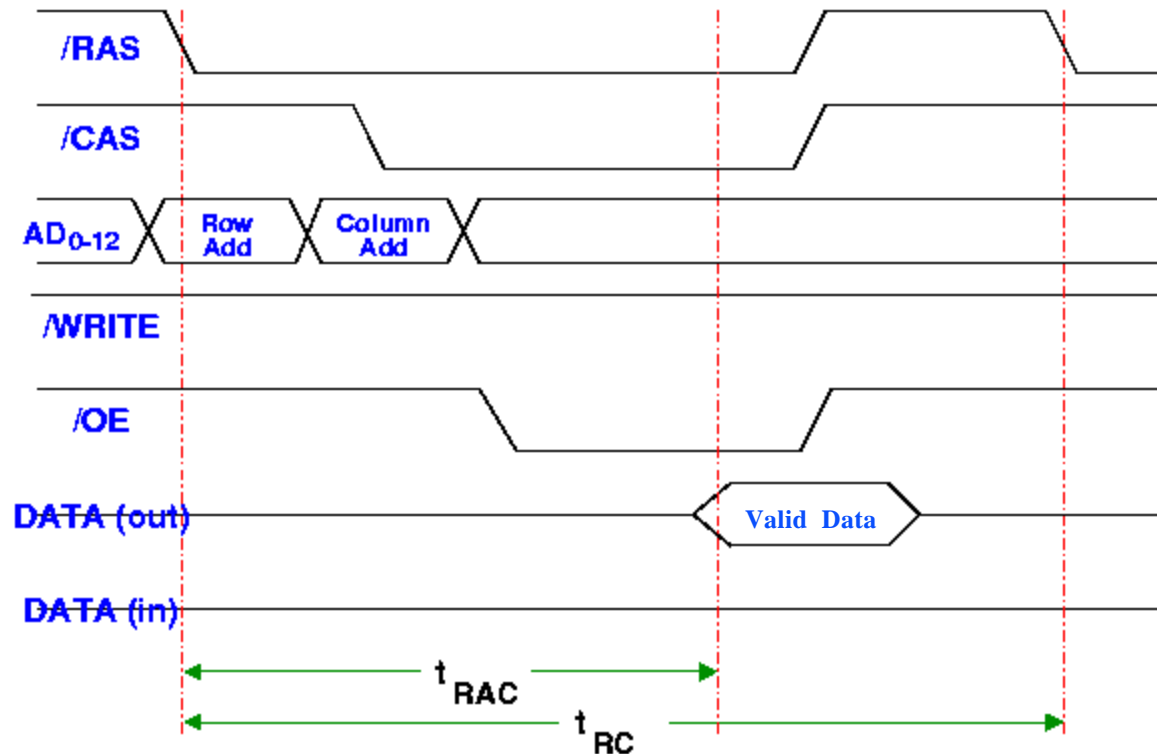 /RAS
/CAS
AD0-12
Row
Add
Column
Add
/WRITE
/OE
DATA (out)
Valid Data
DATA (in)
tRAC
tRC